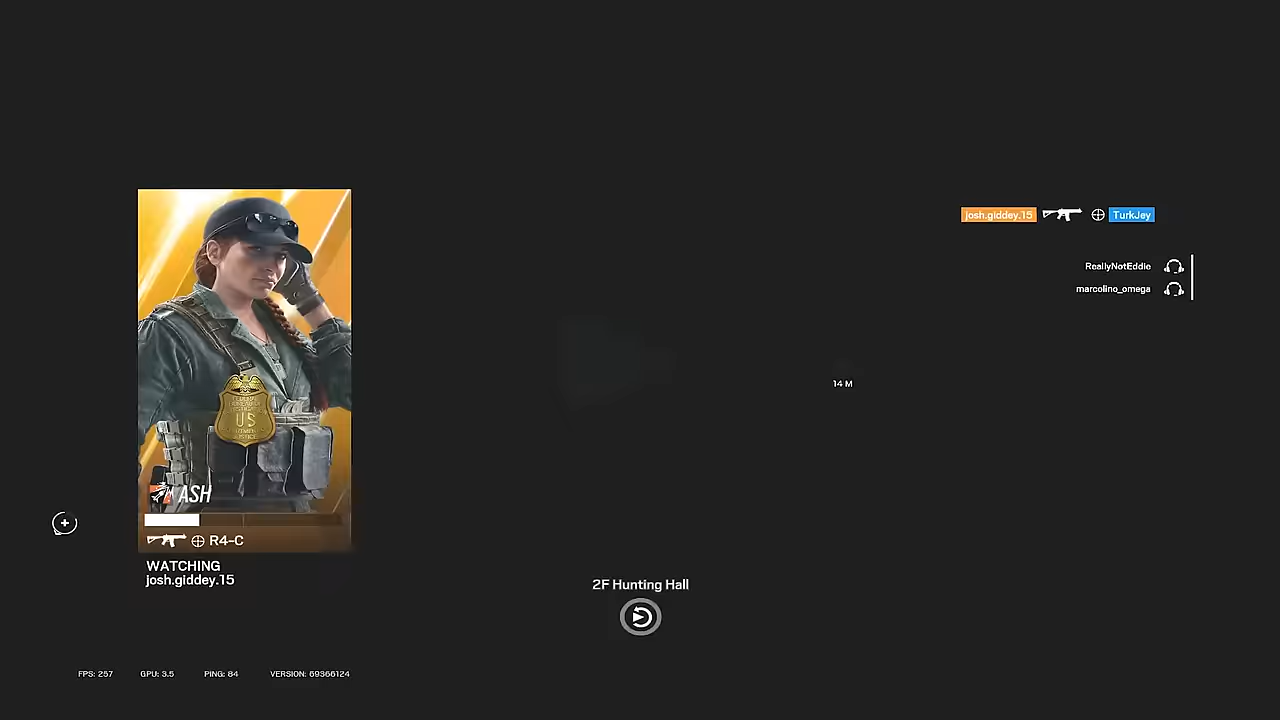 josh.giddey.15 TurkJey
ReallyNotEddie
marcolino_omega
14 M
US
ASH
R4-C
WATCHING
josh.giddey.15
2F Hunting Hall
FPS: 257 GPU: 3.5 PING: 84 VERSION: 69366124